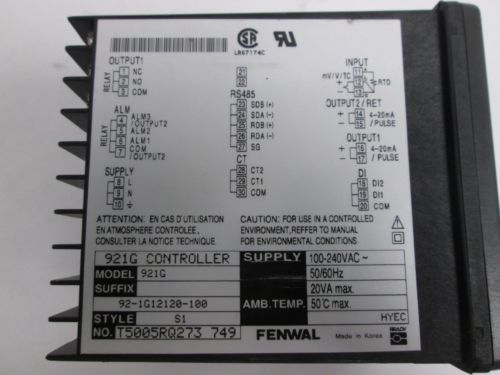 LR67174C
OUTPUT1
RELAY
1 NC
2 NO
3 COM
ALM
RELAY
4 ALM3
/OUTPUT2
5 ALM2
6 ALM1
7 COM
/OUTPUT2
SUPPLY
8 L
9 N
10
21
22
RS485
23 SDB (+)
24 SDA (-)
25 RDB (+)
26 RDA (-)
27 SG
CT
28 CT2
29 CT1
30 COM
INPUT
mV/V/TC
11
+ 12
- 13
RTD
OUTPUT2/RET
+ 14 4-20mA
- 15 /PULSE
OUTPUT1
+ 16 4-20mA
- 17 /PULSE
DI
18 DI2
19 DI1
20 COM
ATTENTION: EN CAS D'UTILISATION
EN ATMOSPHERE CONTROLEE,
CONSULTER LA NOTICE TECHNIQUE.
CAUTION: FOR USE IN A CONTROLLED
ENVIRONMENT, REFFER TO MANUAL
FOR ENVIRONMENTAL CONDITIONS.
921G CONTROLLER
MODEL 921G
SUFFIX
92-1G12120-100
STYLE S1
NO. T5005RQ273 749
SUPPLY 100-240VAC ~
50/60Hz
20VA max.
AMB.TEMP. 50°C max.
HYEC
FENWAL Made in Korea
BRADY